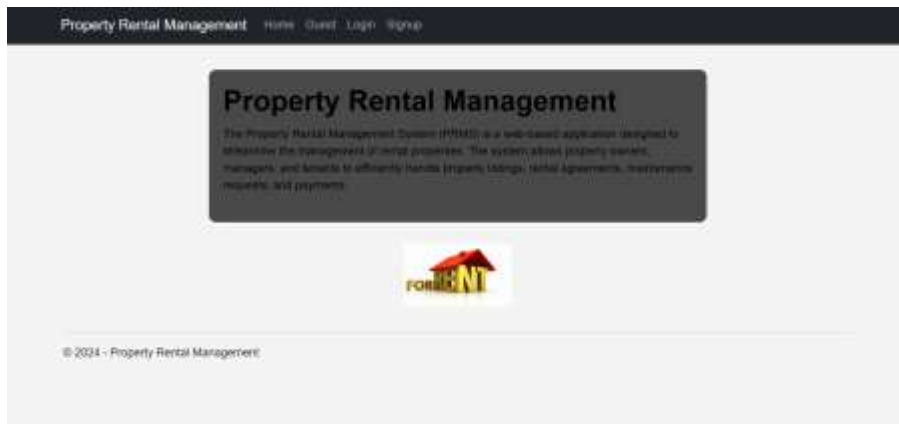 Property Rental Management Home Guest Login Signup
Property Rental Management
The Property Rental Management System (PRMS) is a web-based application designed to
streamline the management of rental properties. The system allows property owners,
managers, and tenants to efficiently handle property listings, rental agreements, maintenance
requests, and payments.
FOR RENT
© 2024 - Property Rental Management